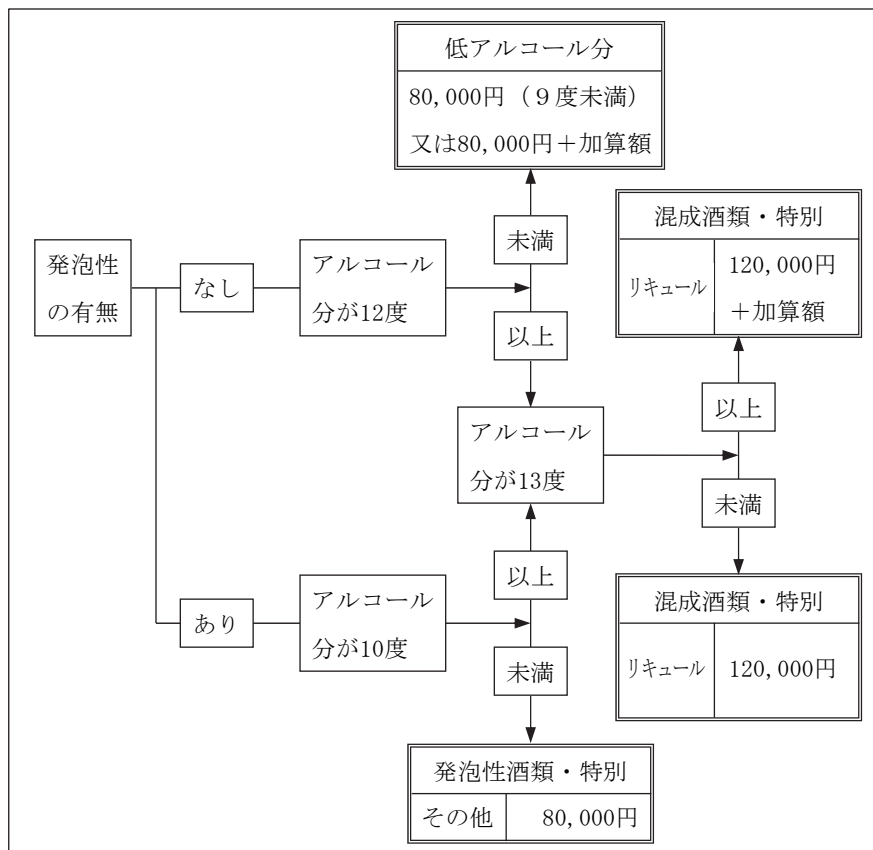 低アルコール分
80,000円（９度未満）
又は80,000円＋加算額
混成酒類・特別
リキュール
120,000円
＋加算額
未満
発泡性
の有無
なし
アルコール
分が12度
以上
以上
アルコール
分が13度
未満
以上
混成酒類・特別
リキュール
120,000円
あり
アルコール
分が10度
未満
発泡性酒類・特別
その他
80,000円